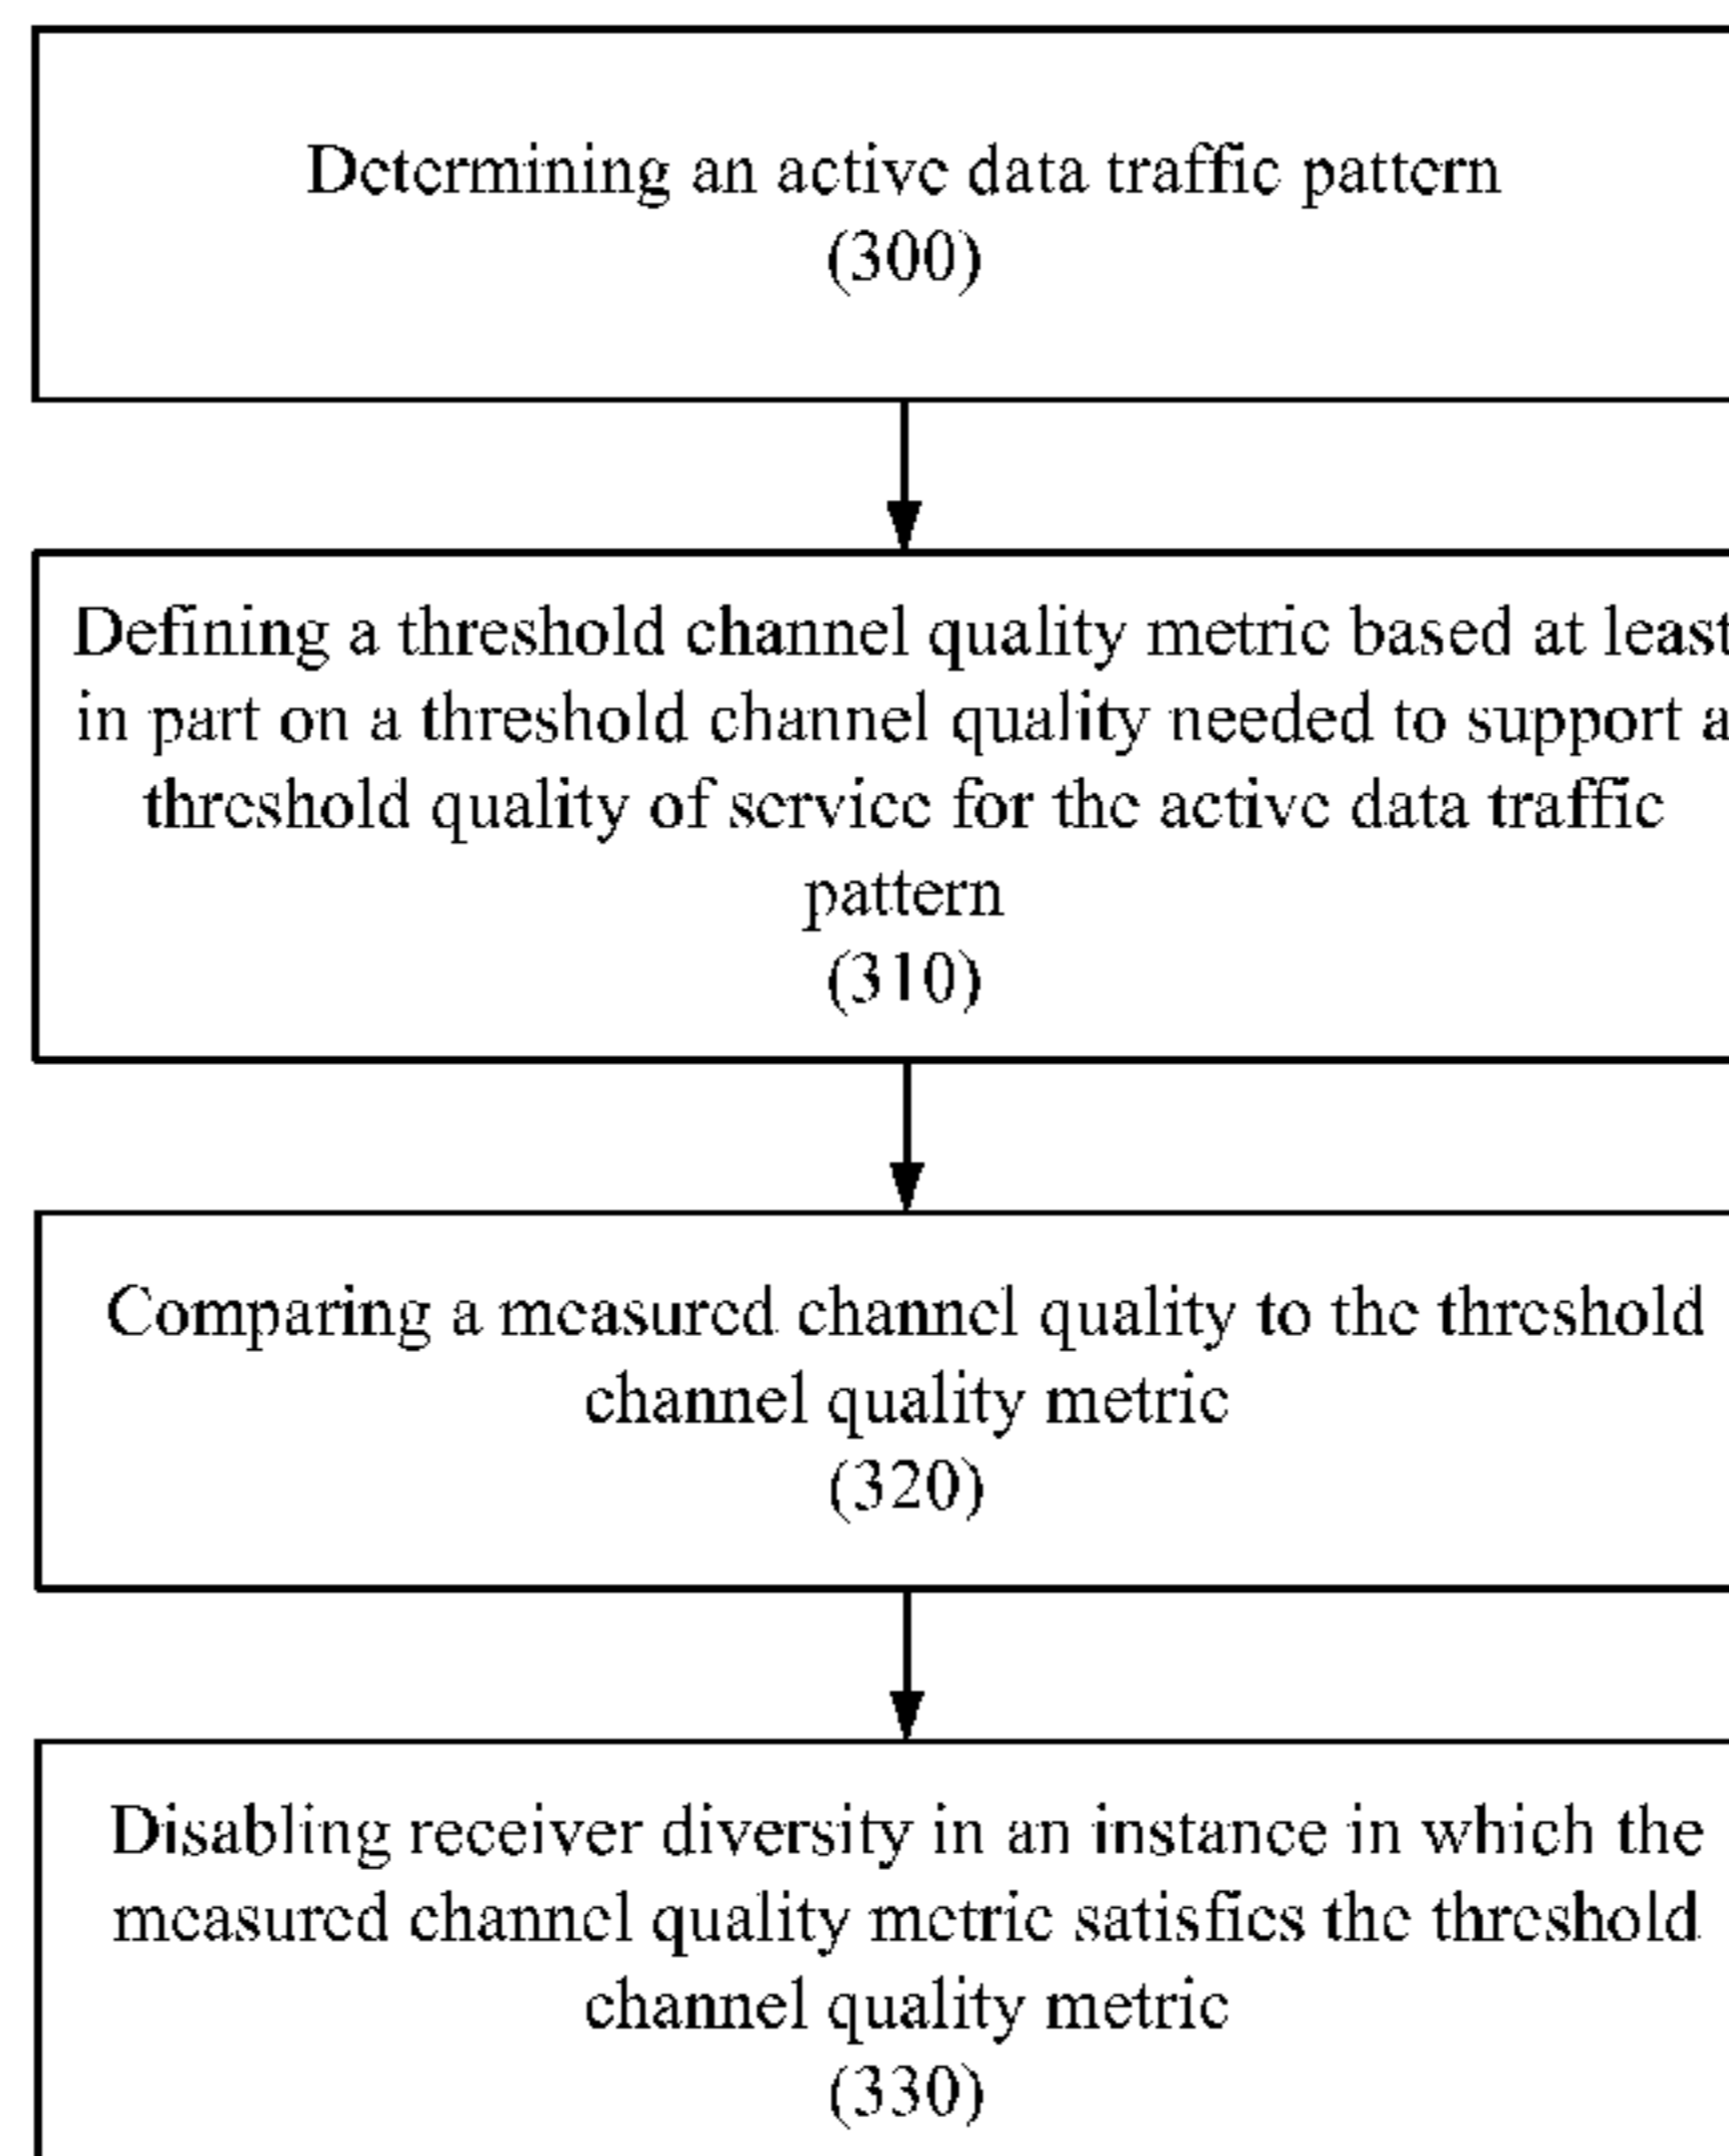 Determining an active data traffic pattern
(300)
Defining a threshold channel quality metric based at least
in part on a threshold channel quality needed to support a
threshold quality of service for the active data traffic
pattern
(310)
Comparing a measured channel quality to the threshold
channel quality metric
(320)
Disabling receiver diversity in an instance in which the
measured channel quality metric satisfies the threshold
channel quality metric
(330)